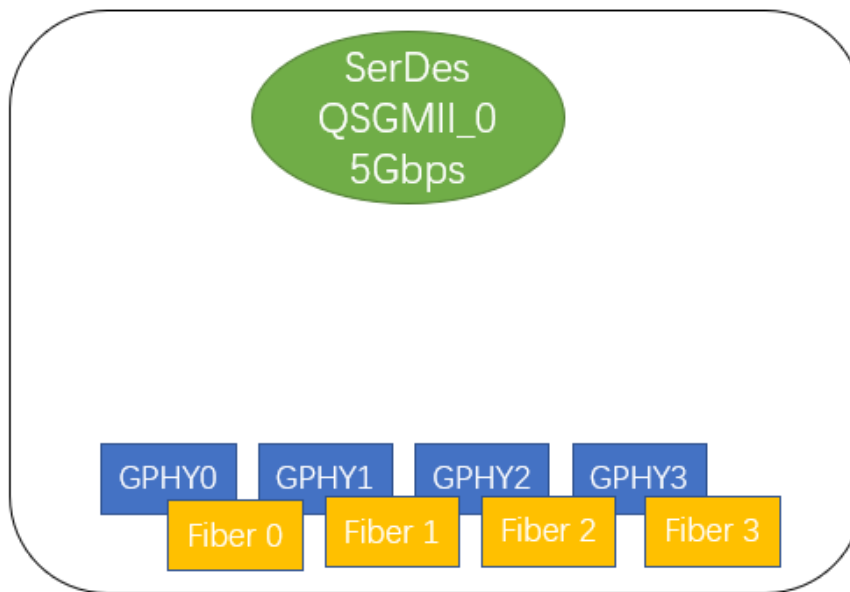 SerDes
QSGMII_0
5Gbps
GPHY0 GPHY1 GPHY2 GPHY3
Fiber 0 Fiber 1 Fiber 2 Fiber 3